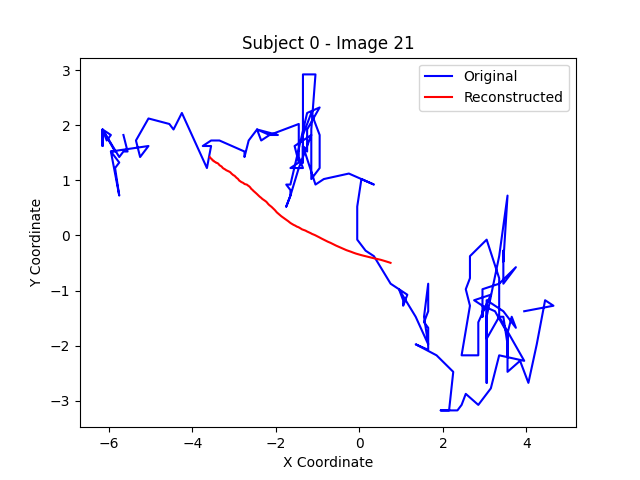 Subject 0 - Image 21
Original
Reconstructed
Y Coordinate
3
2
1
0
−1
−2
−3
−6
−4
−2
0
2
4
X Coordinate